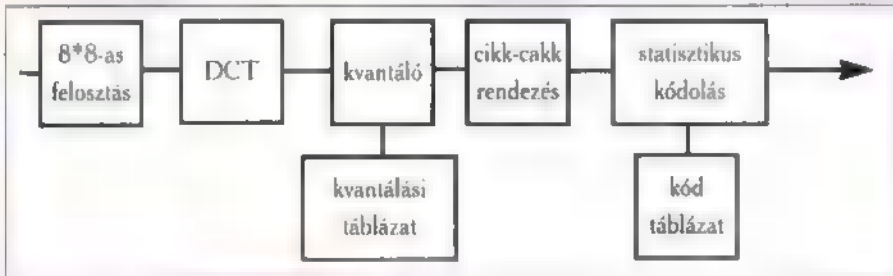 8*8-as
felosztás
DCT
kvantáló
cikk-cakk
rendezés
statisztikus
kódolás
kvantálási
táblázat
kód
táblázat